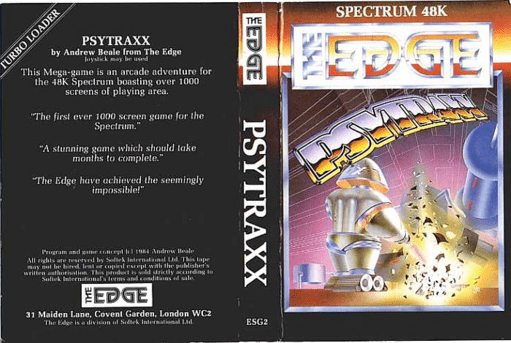 TURBO LOADER
PSYTRAXX
by Andrew Beale from The Edge
Joystick may be used
This Mega-game is an arcade adventure for
the 48K Spectrum boasting over 1000
screens of playing area.
"The first ever 1000 screen game for the
Spectrum."
"A stunning game which should take
months to complete."
"The Edge have achieved the seemingly
impossible!"
Program and game concept (c) 1984 Andrew Beale
All rights are reserved by Softek International Ltd. This tape
may not be hired, lent or copied except with the publisher's
written authorisation. This product is sold strictly according to
Softek International's terms and conditions of sale.
THE EDGE
31 Maiden Lane, Covent Garden, London WC2
The Edge is a division of Softek International Ltd.
THE EDGE
PSYTRAXX
ESG2
SPECTRUM 48K
THE EDGE
PSYTRAXX